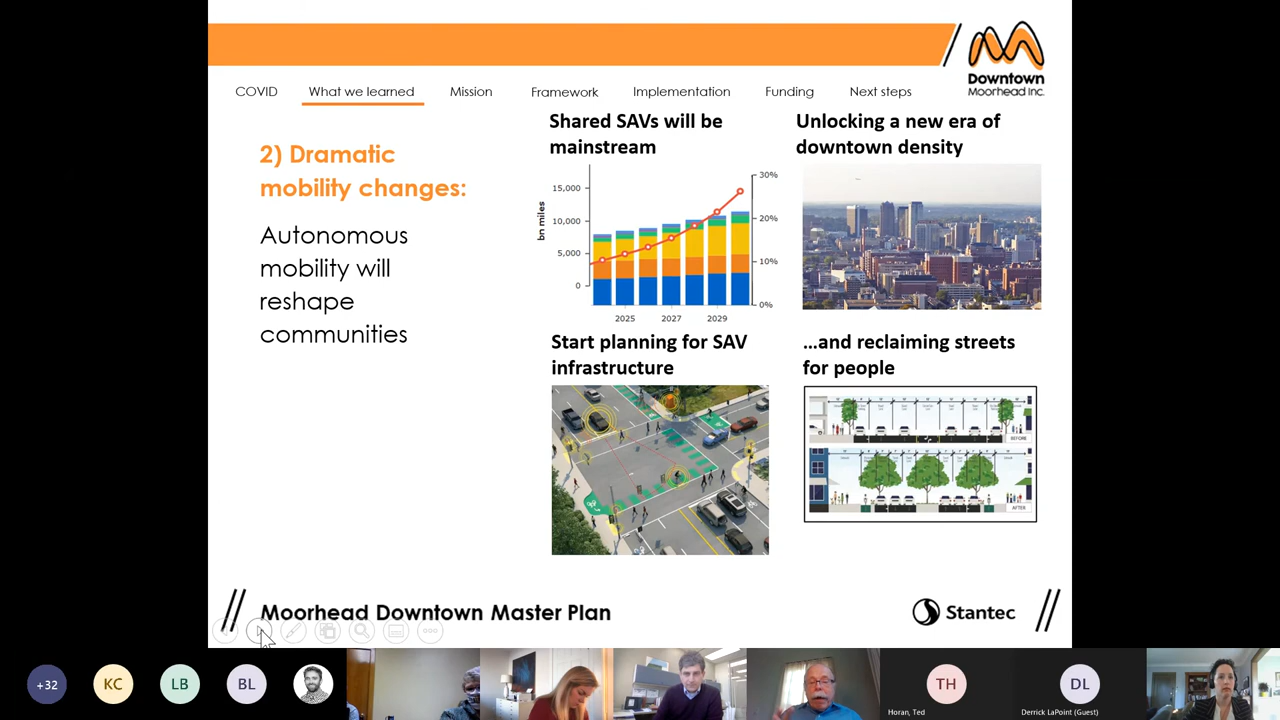 Downtown
Moorhead Inc.
COVID
What we learned
Mission
Framework
Implementation
Funding
Next steps
2) Dramatic
mobility changes:
Autonomous
mobility will
reshape
communities
Shared SAVs will be
mainstream
bn miles
15,000
10,000
5,000
0
30%
20%
10%
0%
2025
2027
2029
Unlocking a new era of
downtown density
Start planning for SAV
infrastructure
...and reclaiming streets
for people
BEFORE
AFTER
Moorhead Downtown Master Plan
Stantec
+32
KC
LB
BL
TH
Horan, Ted
DL
Derrick LaPoint (Guest)